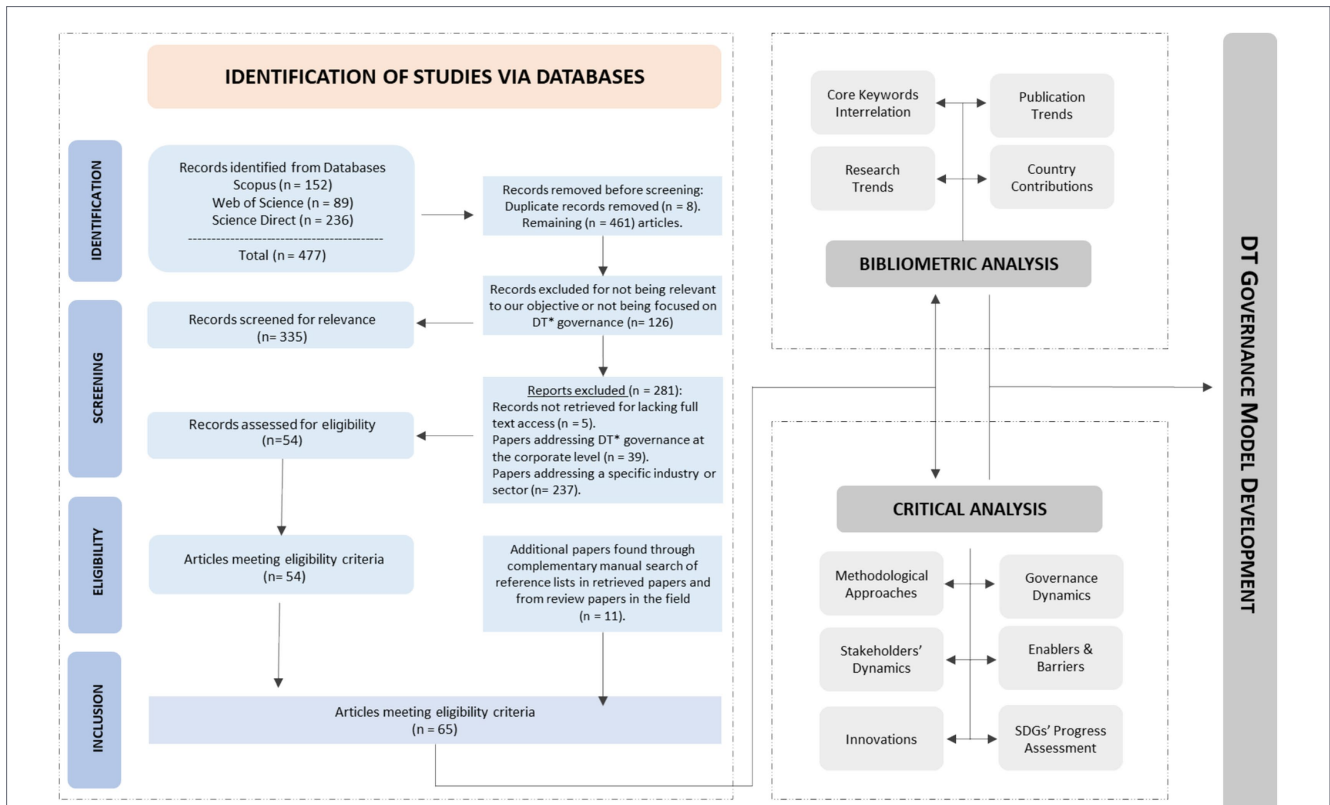 IDENTIFICATION OF STUDIES VIA DATABASES
IDENTIFICATION
Records identified from Databases
Scopus (n = 152)
Web of Science (n = 89)
Science Direct (n = 236)
--------------------------------------------
Total (n = 477)
Records removed before screening:
Duplicate records removed (n = 8).
Remaining (n = 461) articles.
SCREENING
Records excluded for not being relevant
to our objective or not being focused on
DT* governance (n= 126)
Records screened for relevance
(n= 335)
Reports excluded (n = 281):
Records not retrieved for lacking full
text access (n = 5).
Papers addressing DT* governance at
the corporate level (n = 39).
Papers addressing a specific industry or
sector (n= 237).
Records assessed for eligibility
(n=54)
ELIGIBILITY
Articles meeting eligibility criteria
(n= 54)
Additional papers found through
complementary manual search of
reference lists in retrieved papers and
from review papers in the field
(n = 11).
INCLUSION
Articles meeting eligibility criteria
(n = 65)
Core Keywords
Interrelation
Publication
Trends
Research
Trends
Country
Contributions
BIBLIOMETRIC ANALYSIS
CRITICAL ANALYSIS
Methodological
Approaches
Governance
Dynamics
Stakeholders'
Dynamics
Enablers &
Barriers
Innovations
SDGs' Progress
Assessment
DT GOVERNANCE MODEL DEVELOPMENT